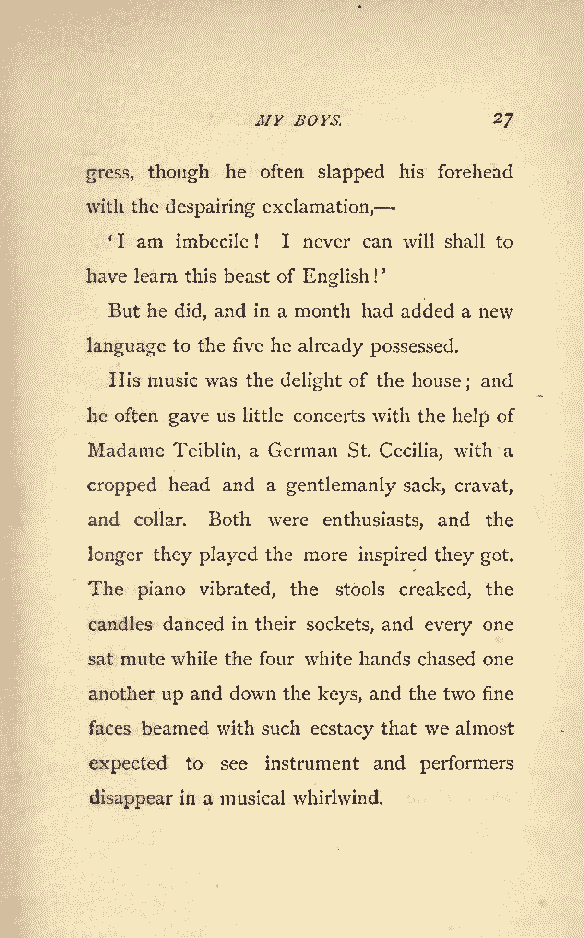 MY BOYS. 27
gress, though he often slapped his forehead
with the despairing exclamation,—
'I am imbecile! I never can will shall to
have learn this beast of English!'
But he did, and in a month had added a new
language to the five he already possessed.
His music was the delight of the house; and
he often gave us little concerts with the help of
Madame Teiblin, a German St. Cecilia, with a
cropped head and a gentlemanly sack, cravat,
and collar. Both were enthusiasts, and the
longer they played the more inspired they got.
The piano vibrated, the stools creaked, the
candles danced in their sockets, and every one
sat mute while the four white hands chased one
another up and down the keys, and the two fine
faces beamed with such ecstacy that we almost
expected to see instrument and performers
disappear in a musical whirlwind.